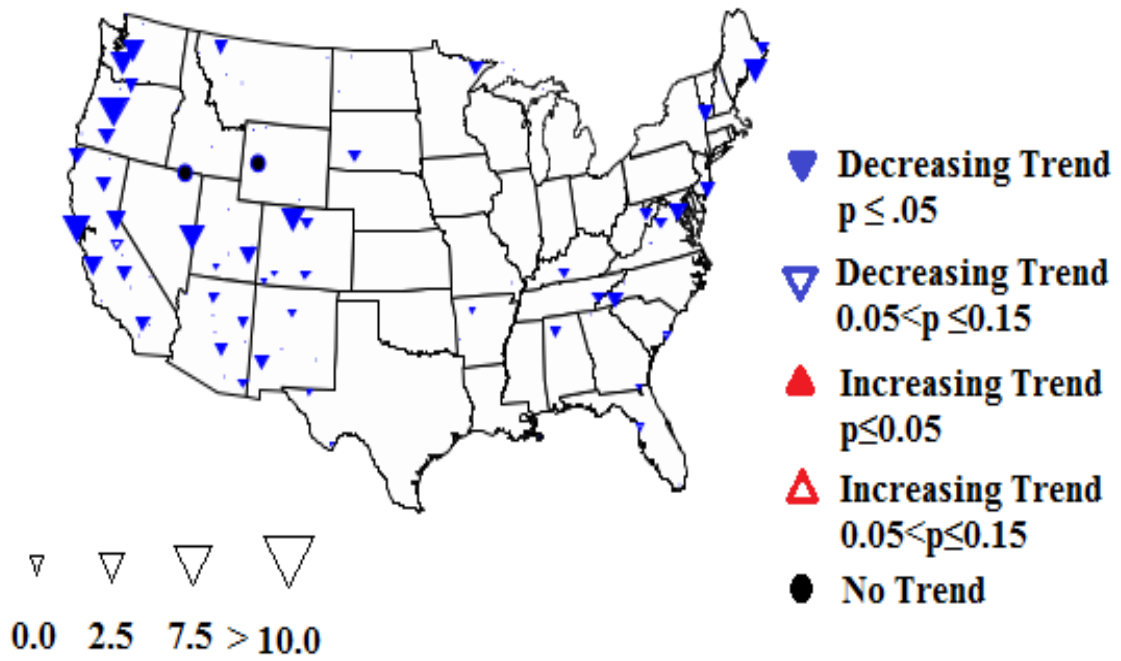 Decreasing Trend
p ≤ .05
Decreasing Trend
0.05<p ≤0.15
Increasing Trend
p≤0.05
Increasing Trend
0.05<p≤0.15
No Trend
0.0 2.5 7.5 > 10.0